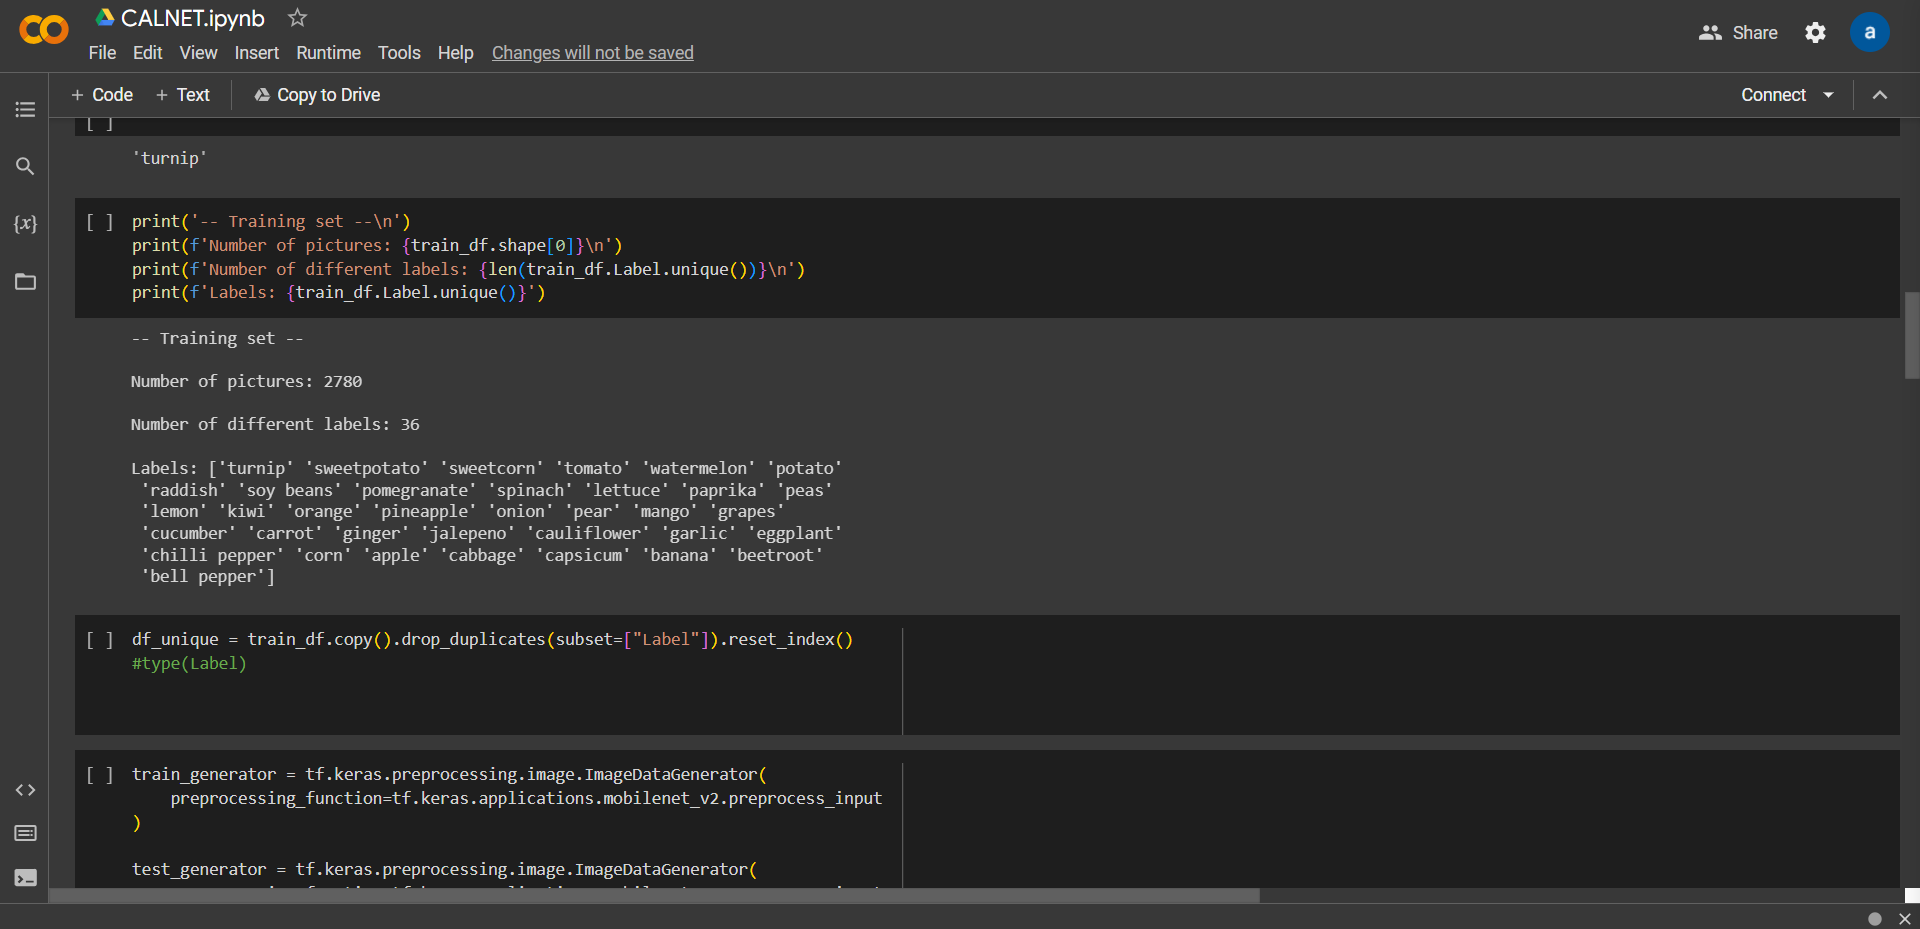 CALNET.ipynb
File Edit View Insert Runtime Tools Help Changes will not be saved
Share
a
+ Code + Text Copy to Drive
Connect
[ ]
'turnip'
[ ] print('-- Training set --\n')
print(f'Number of pictures: {train_df.shape[0]}\n')
print(f'Number of different labels: {len(train_df.Label.unique())}\n')
print(f'Labels: {train_df.Label.unique()}')
-- Training set --
Number of pictures: 2780
Number of different labels: 36
Labels: ['turnip' 'sweetpotato' 'sweetcorn' 'tomato' 'watermelon' 'potato'
'raddish' 'soy beans' 'pomegranate' 'spinach' 'lettuce' 'paprika' 'peas'
'lemon' 'kiwi' 'orange' 'pineapple' 'onion' 'pear' 'mango' 'grapes'
'cucumber' 'carrot' 'ginger' 'jalepeno' 'cauliflower' 'garlic' 'eggplant'
'chilli pepper' 'corn' 'apple' 'cabbage' 'capsicum' 'banana' 'beetroot'
'bell pepper']
[ ] df_unique = train_df.copy().drop_duplicates(subset=["Label"]).reset_index()
#type(Label)
[ ] train_generator = tf.keras.preprocessing.image.ImageDataGenerator(
preprocessing_function=tf.keras.applications.mobilenet_v2.preprocess_input
)
test_generator = tf.keras.preprocessing.image.ImageDataGenerator(